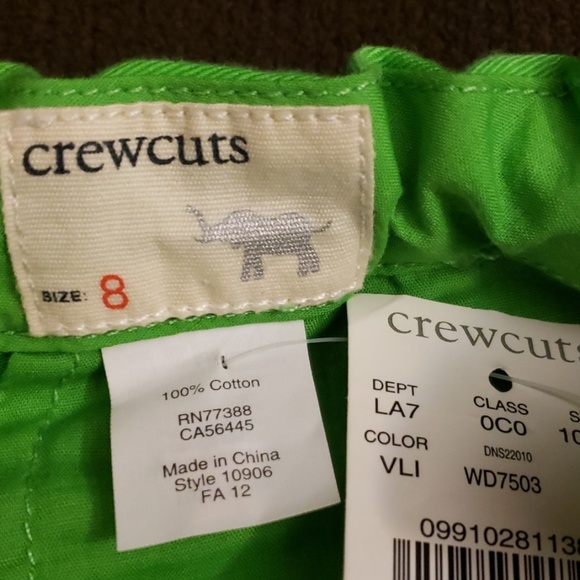 crewcuts
SIZE: 8
100% Cotton
RN77388
CA56445
Made in China
Style 10906
FA 12
crewcuts
DEPT CLASS
LA7 0C0
COLOR DNS22010
VLI WD7503